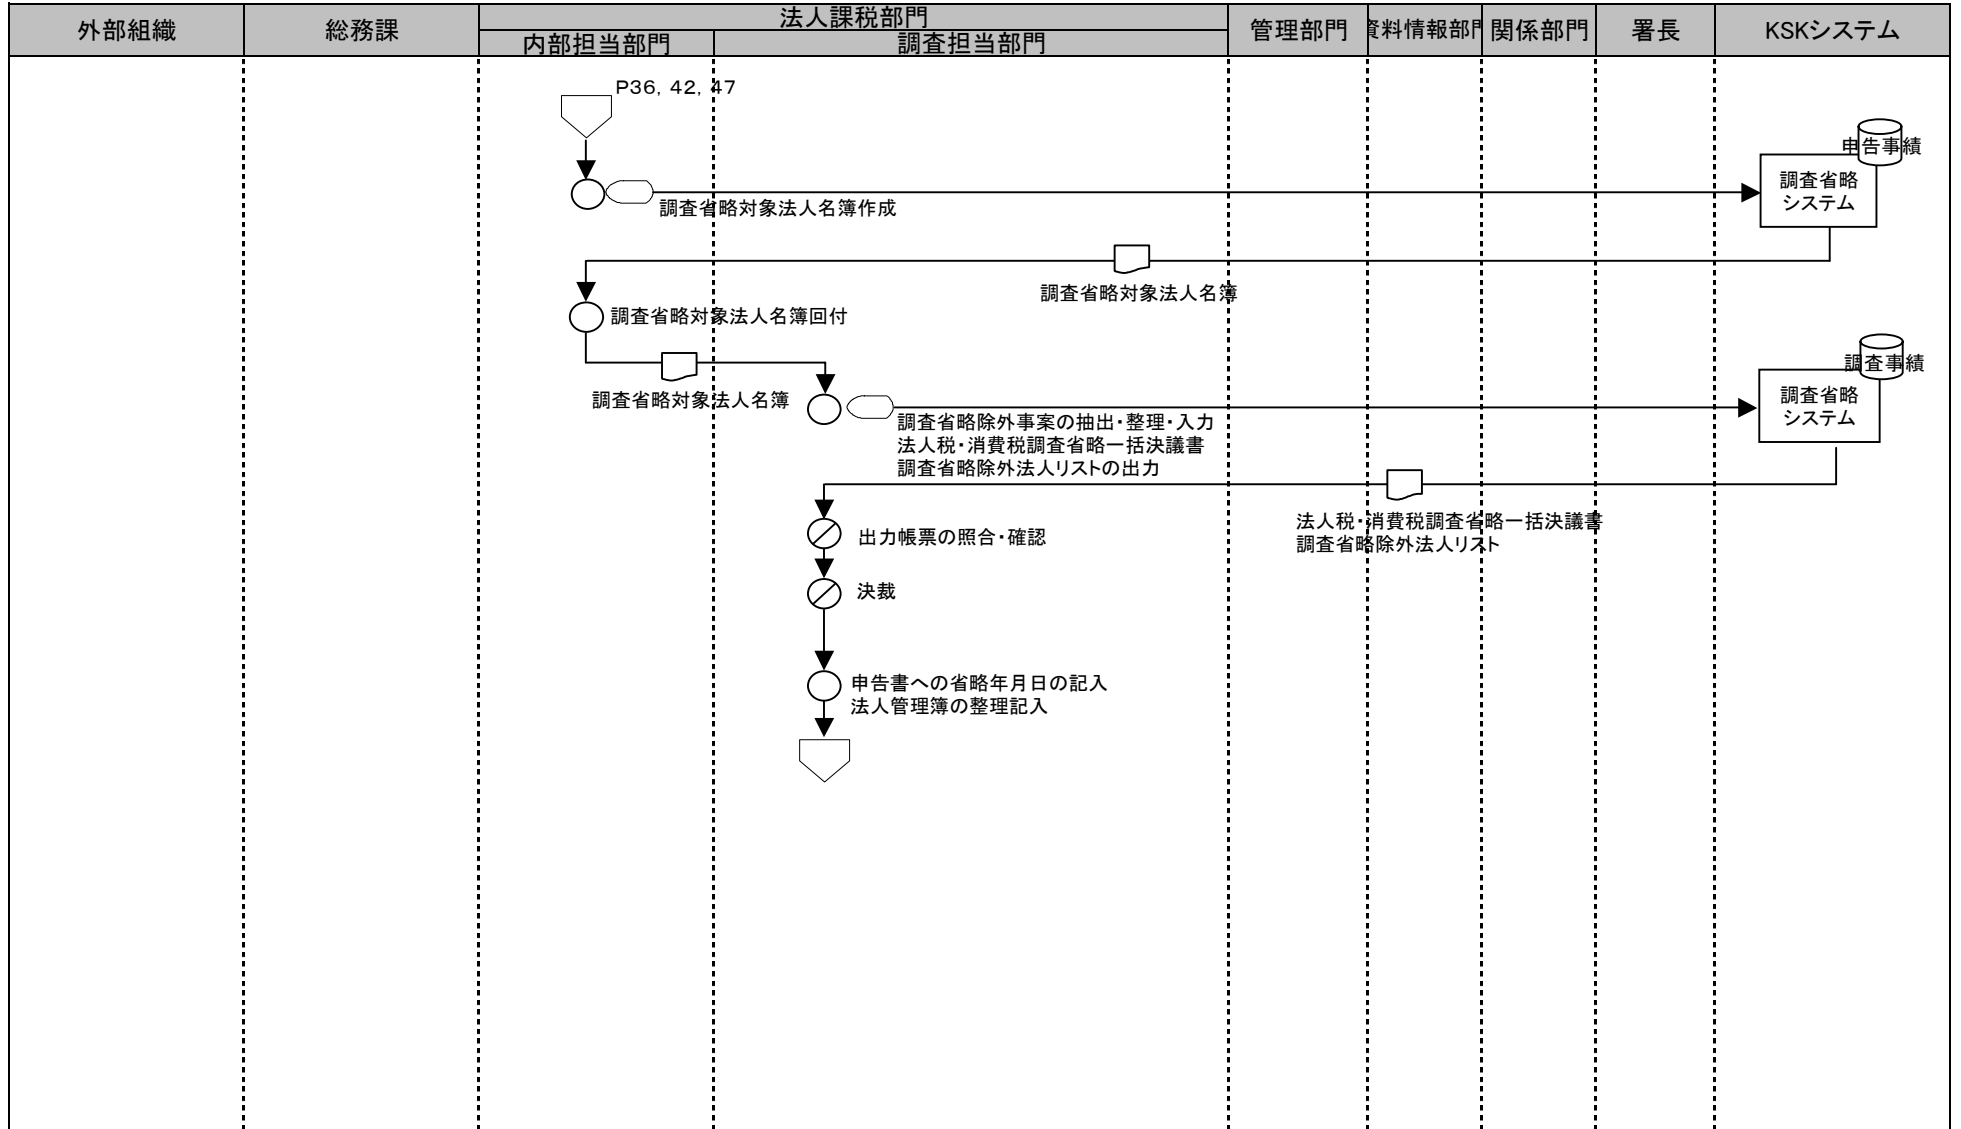 外部組織
総務課
法人課税部門
内部担当部門
調査担当部門
管理部門
資料情報部門
関係部門
署長
KSKシステム
P36, 42, 47
申告事績
調査省略
システム
調査省略対象法人名簿作成
調査省略対象法人名簿
調査省略対象法人名簿回付
調査事績
調査省略
システム
調査省略対象法人名簿
調査省略除外事案の抽出・整理・入力
法人税・消費税調査省略一括決議書
調査省略除外法人リストの出力
法人税・消費税調査省略一括決議書
調査省略除外法人リスト
出力帳票の照合・確認
決裁
申告書への省略年月日の記入
法人管理簿の整理記入